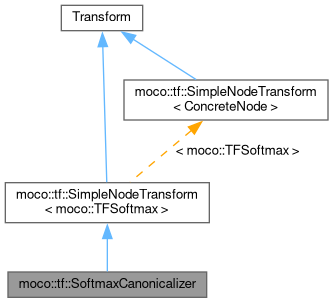 Transform
moco::tf::SimpleNodeTransform
< ConcreteNode >
< moco::TFSoftmax >
moco::tf::SimpleNodeTransform
< moco::TFSoftmax >
moco::tf::SoftmaxCanonicalizer